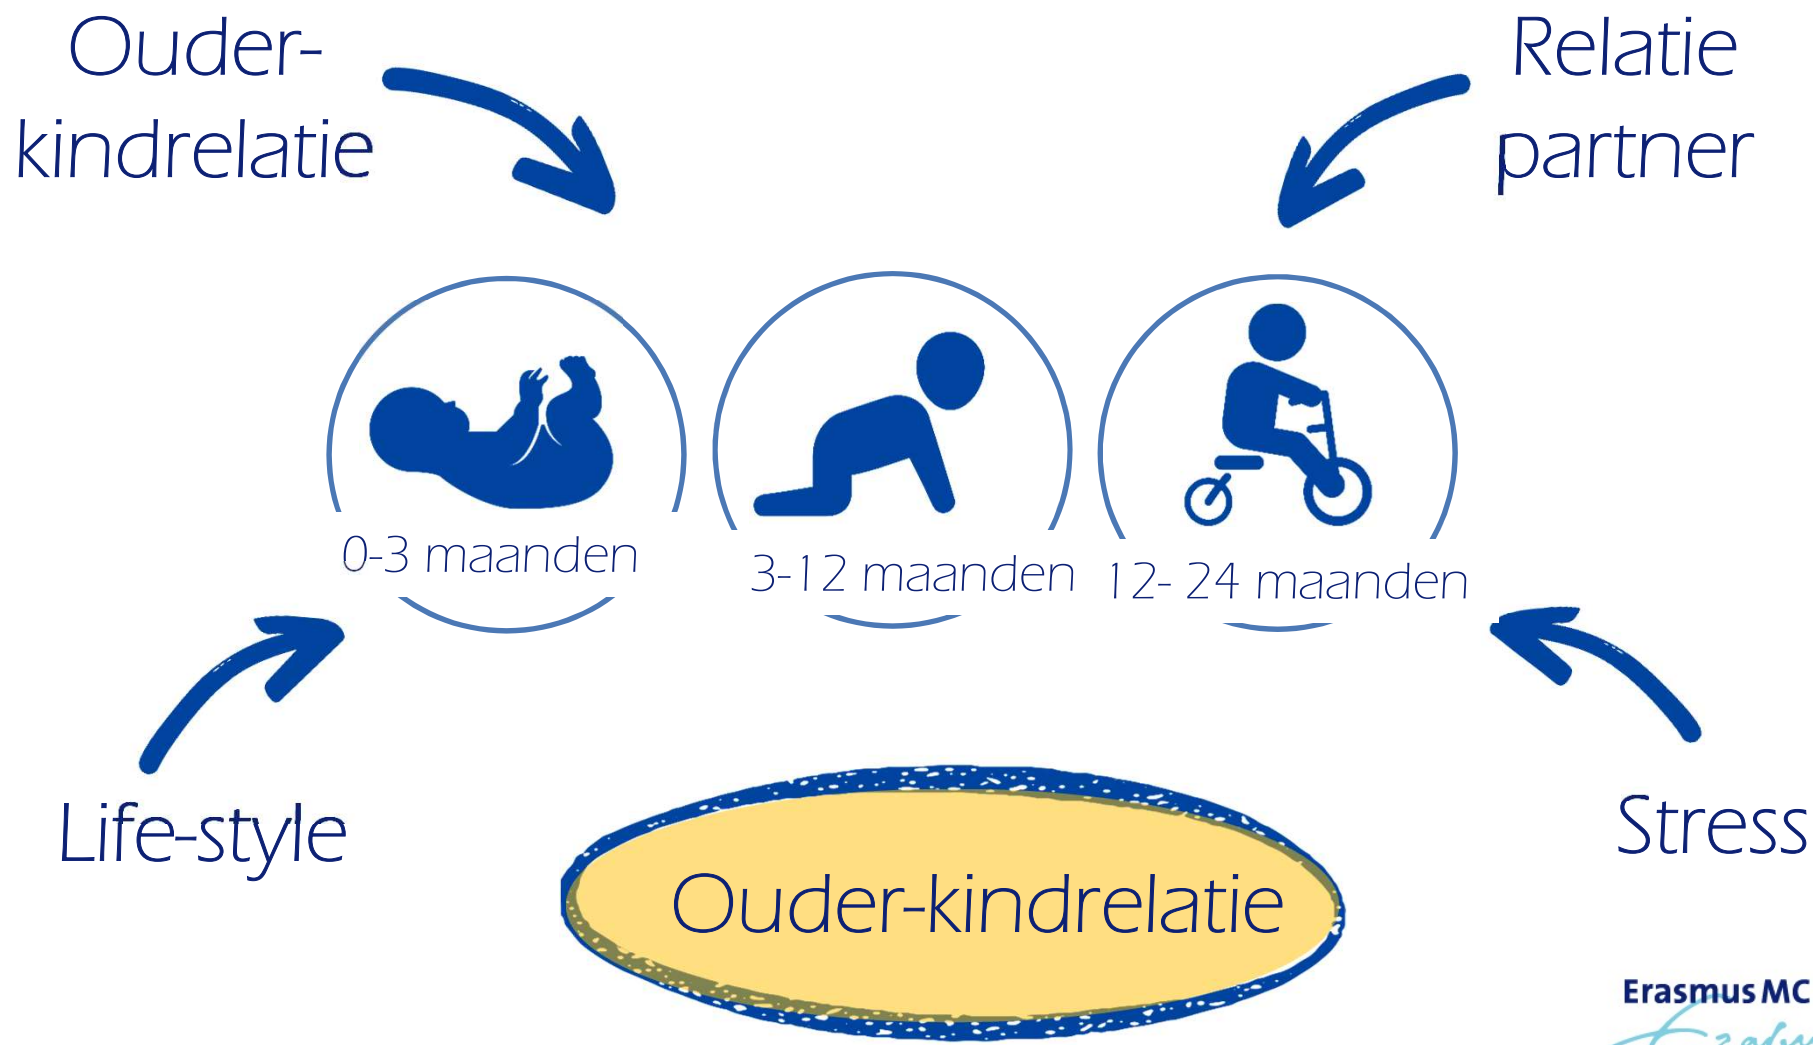 Ouder-
kindrelatie
Relatie
partner
0-3 maanden
3-12 maanden
12- 24 maanden
Life-style
Stress
Ouder-kindrelatie
Erasmus MC